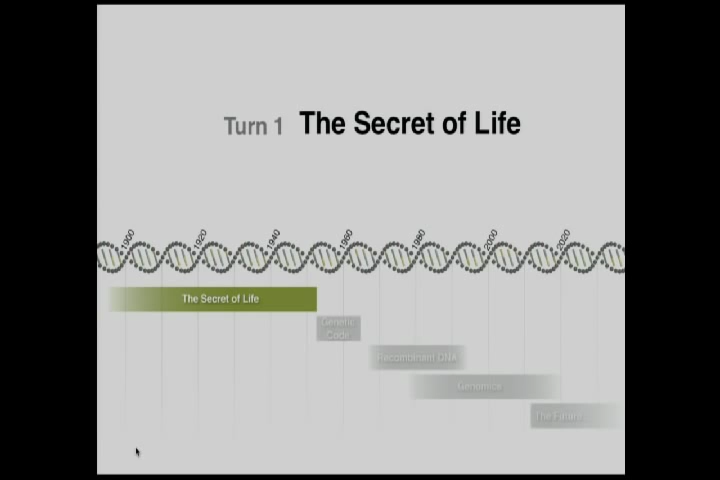 Turn 1 The Secret of Life
1900 1920 1940 1960 1980 2000 2020
The Secret of Life
Genetic
Code
Recombinant DNA
Genomics
The Future